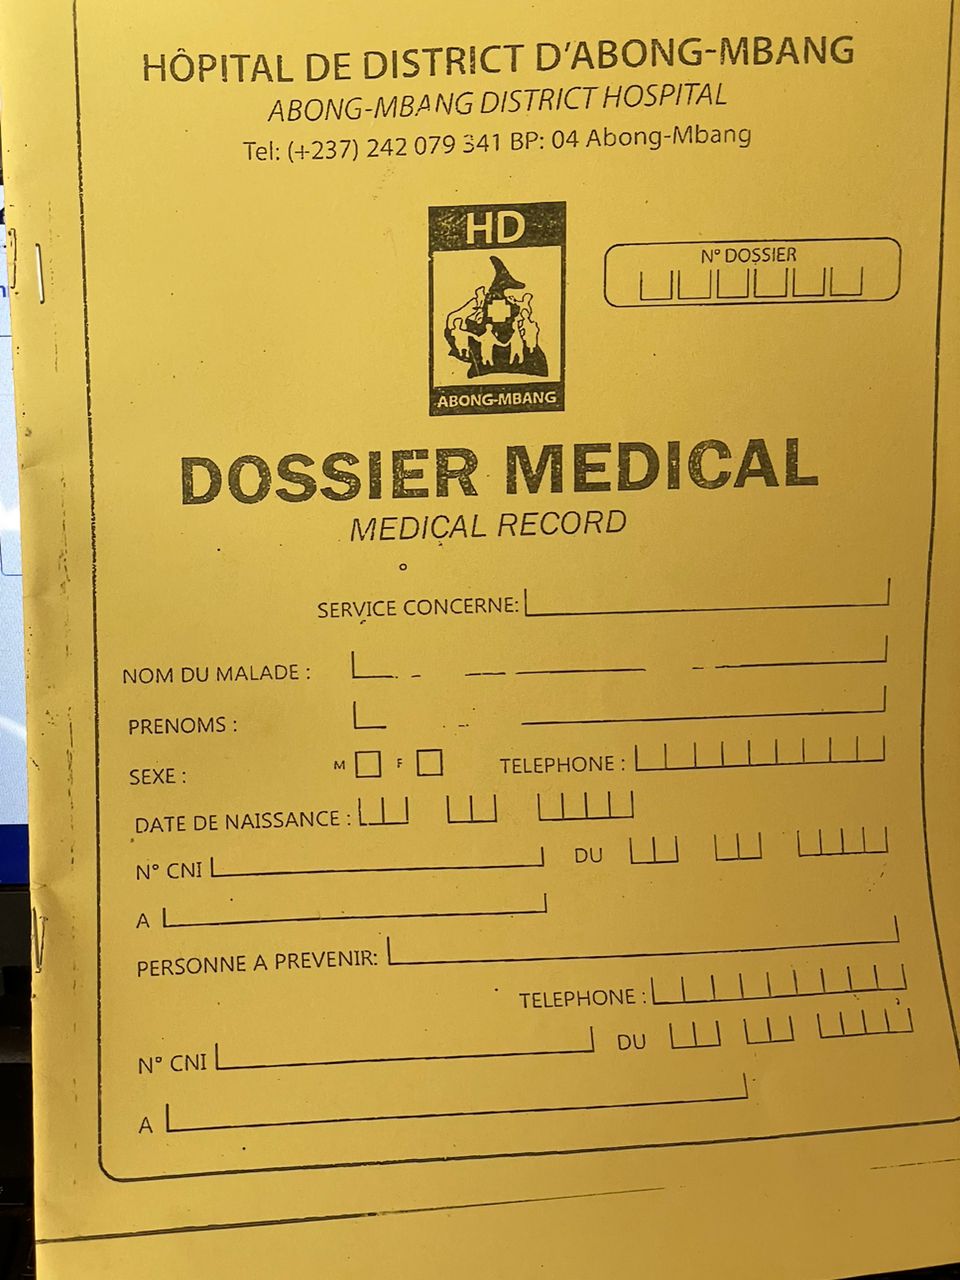 HÔPITAL DE DISTRICT D'ABONG-MBANG
ABONG-MBANG DISTRICT HOSPITAL
Tel: (+237) 242 079 341 BP: 04 Abong-Mbang
HD
ABONG-MBANG
N° DOSSIER
DOSSIER MEDICAL
MEDICAL RECORD
SERVICE CONCERNE:
NOM DU MALADE :
PRENOMS :
SEXE : M F TELEPHONE :
DATE DE NAISSANCE :
N° CNI DU
A
PERSONNE A PREVENIR:
TELEPHONE :
N° CNI DU
A